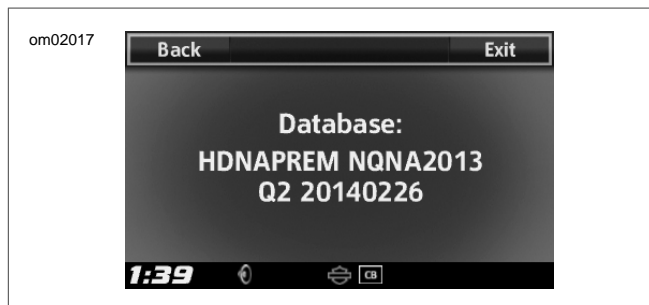 om02017
Back Exit
Database:
HDNAPREM NQNA2013
Q2 20140226
1:39 CB